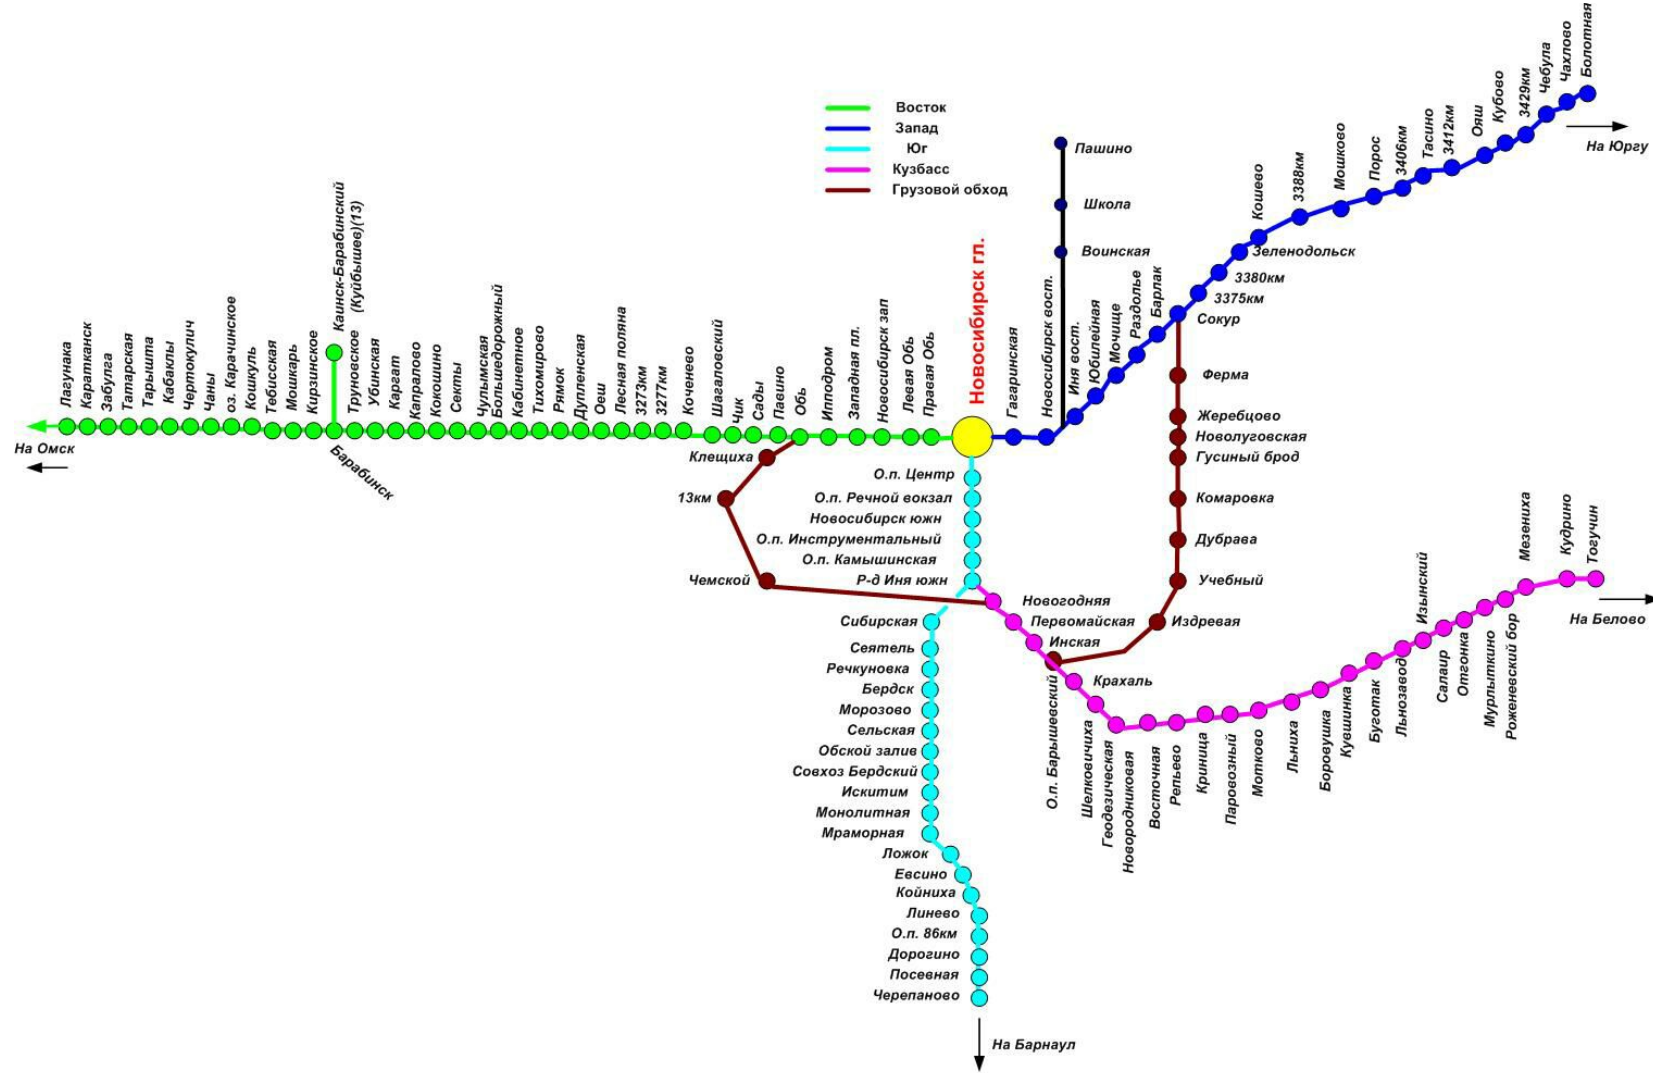 Восток
Запад
Юг
Кузбасс
Грузовой обход
На Омск
Лагунака
Каратканск
Забулга
Татарская
Тарышта
Кабаклы
Чертокулич
Чаны
оз. Карачинское
Кошкуль
Тебисская
Мошкарь
Кирзинское
Каинск-Барабинский
(Куйбышев)(13)
Барабинск
Труновское
Убинская
Каргат
Капралово
Кокошино
Секты
Чулымская
Большедорожный
Кабинетное
Тихомирово
Рямок
Дупленская
Оеш
Лесная поляна
3273км
3277км
Коченево
Шагаловский
Чик
Сады
Павино
Обь
Ипподром
Западная пл.
Новосибирск зап
Левая Обь
Правая Обь
Новосибирск гл.
Гагаринская
Новосибирск вост.
Пашино
Школа
Воинская
Иня вост.
Юбилейная
Мочище
Раздолье
Барлак
Сокур
3375км
3380км
Зеленодольск
Кошево
3388км
Мошково
Порос
3406км
Тасино
3412км
Ояш
Кубово
3429км
Чебула
Чахлово
Болотная
На Юргу
Клещиха
13км
Чемской
Ферма
Жеребцово
Новолуговская
Гусиный брод
Комаровка
Дубрава
Учебный
Издревая
О.п. Центр
О.п. Речной вокзал
Новосибирск южн
О.п. Инструментальный
О.п. Камышинская
Р-д Иня южн
Сибирская
Сеятель
Речкуновка
Бердск
Морозово
Сельская
Обской залив
Совхоз Бердский
Искитим
Монолитная
Мраморная
Ложок
Евсино
Койниха
Линево
О.п. 86км
Дорогино
Посевная
Черепаново
На Барнаул
Новогодняя
Первомайская
Инская
О.п. Барышевский
Крахаль
Шелковичиха
Геодезическая
Новородниковая
Восточная
Репьево
Криница
Паровозный
Мотково
Льниха
Боровушка
Кувшинка
Буготак
Льнозавод
Изынский
Салаир
Отгонка
Мурлыткино
Роженевский бор
Мезениха
Кудрино
Тогучин
На Белово